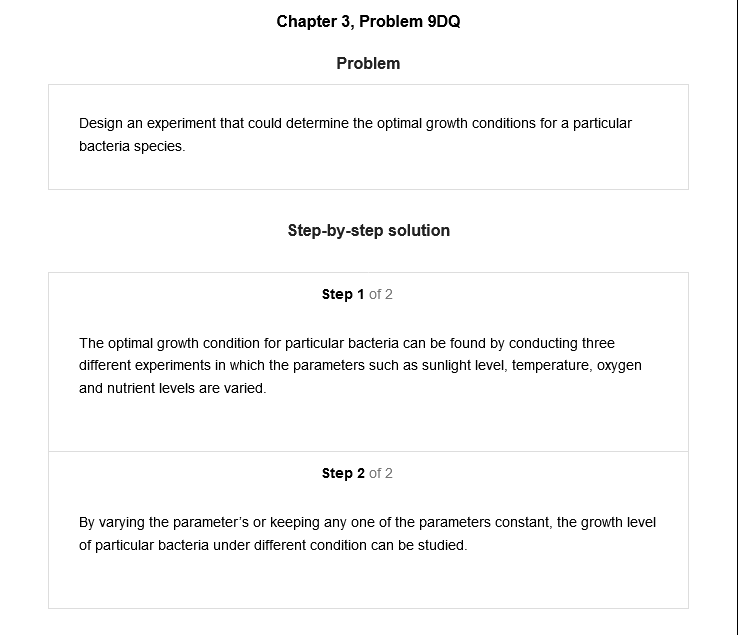 Chapter 3, Problem 9DQ
Problem
Design an experiment that could determine the optimal growth conditions for a particular
bacteria species.
Step-by-step solution
Step 1 of 2
The optimal growth condition for particular bacteria can be found by conducting three
different experiments in which the parameters such as sunlight level, temperature, oxygen
and nutrient levels are varied.
Step 2 of 2
By varying the parameter’s or keeping any one of the parameters constant, the growth level
of particular bacteria under different condition can be studied.